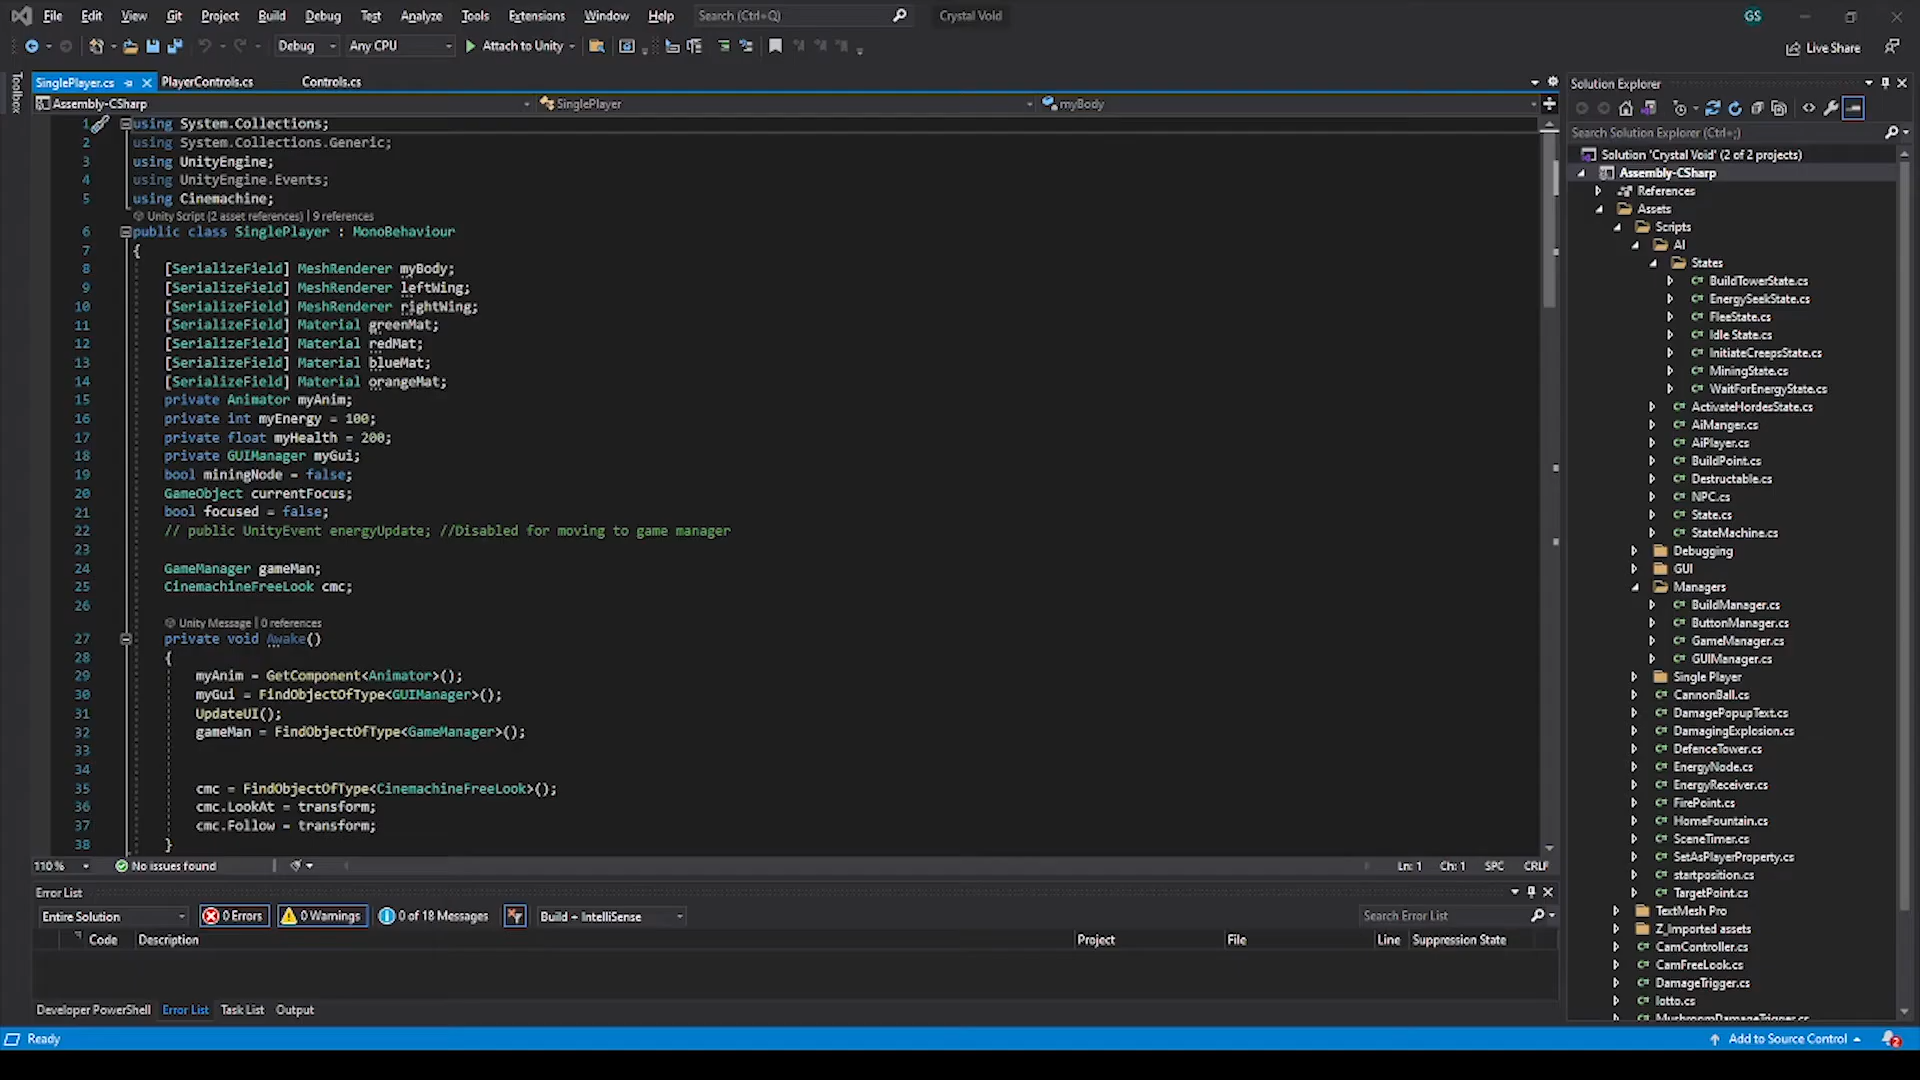 File Edit View Git Project Build Debug Test Analyze Tools Extensions Window Help Search (Ctrl+Q) Crystal Void GS
Debug Any CPU Attach to Unity Live Share
Toolbox
SinglePlayer.cs PlayerControls.cs Controls.cs
Assembly-CSharp SinglePlayer myBody
1 using System.Collections;
2 using System.Collections.Generic;
3 using UnityEngine;
4 using UnityEngine.Events;
5 using Cinemachine;
Unity Script (2 asset references) | 9 references
6 public class SinglePlayer : MonoBehaviour
7 {
8 [SerializeField] MeshRenderer myBody;
9 [SerializeField] MeshRenderer leftWing;
10 [SerializeField] MeshRenderer rightWing;
11 [SerializeField] Material greenMat;
12 [SerializeField] Material redMat;
13 [SerializeField] Material blueMat;
14 [SerializeField] Material orangeMat;
15 private Animator myAnim;
16 private int myEnergy = 100;
17 private float myHealth = 200;
18 private GUIManager myGui;
19 bool miningNode = false;
20 GameObject currentFocus;
21 bool focused = false;
22 // public UnityEvent energyUpdate; //Disabled for moving to game manager
23
24 GameManager gameMan;
25 CinemachineFreeLook cmc;
26
Unity Message | 0 references
27 private void Awake()
28 {
29 myAnim = GetComponent<Animator>();
30 myGui = FindObjectOfType<GUIManager>();
31 UpdateUI();
32 gameMan = FindObjectOfType<GameManager>();
33
34
35 cmc = FindObjectOfType<CinemachineFreeLook>();
36 cmc.LookAt = transform;
37 cmc.Follow = transform;
38 }
110 % No issues found Ln: 1 Ch: 1 SPC CRLF
Error List
Entire Solution 0 Errors 0 Warnings 0 of 18 Messages Build + IntelliSense Search Error List
Code Description Project File Line Suppression State
Developer PowerShell Error List Task List Output
Ready Add to Source Control 2
Solution Explorer
Search Solution Explorer (Ctrl+;)
Solution 'Crystal Void' (2 of 2 projects)
Assembly-CSharp
References
Assets
Scripts
AI
States
BuildTowerState.cs
EnergySeekState.cs
FleeState.cs
Idle State.cs
InitiateCreepsState.cs
MiningState.cs
WaitForEnergyState.cs
ActivateHordesState.cs
AiManger.cs
AiPlayer.cs
BuildPoint.cs
Destructable.cs
NPC.cs
State.cs
StateMachine.cs
Debugging
GUI
Managers
BuildManager.cs
ButtonManager.cs
GameManager.cs
GUIManager.cs
Single Player
CannonBall.cs
DamagePopupText.cs
DamagingExplosion.cs
DefenceTower.cs
EnergyNode.cs
EnergyReceiver.cs
FirePoint.cs
HomeFountain.cs
SceneTimer.cs
SetAsPlayerProperty.cs
startposition.cs
TargetPoint.cs
TextMesh Pro
Z_Imported assets
CamController.cs
CamFreeLook.cs
DamageTrigger.cs
lotto.cs
MushroomDamageTrigger.cs